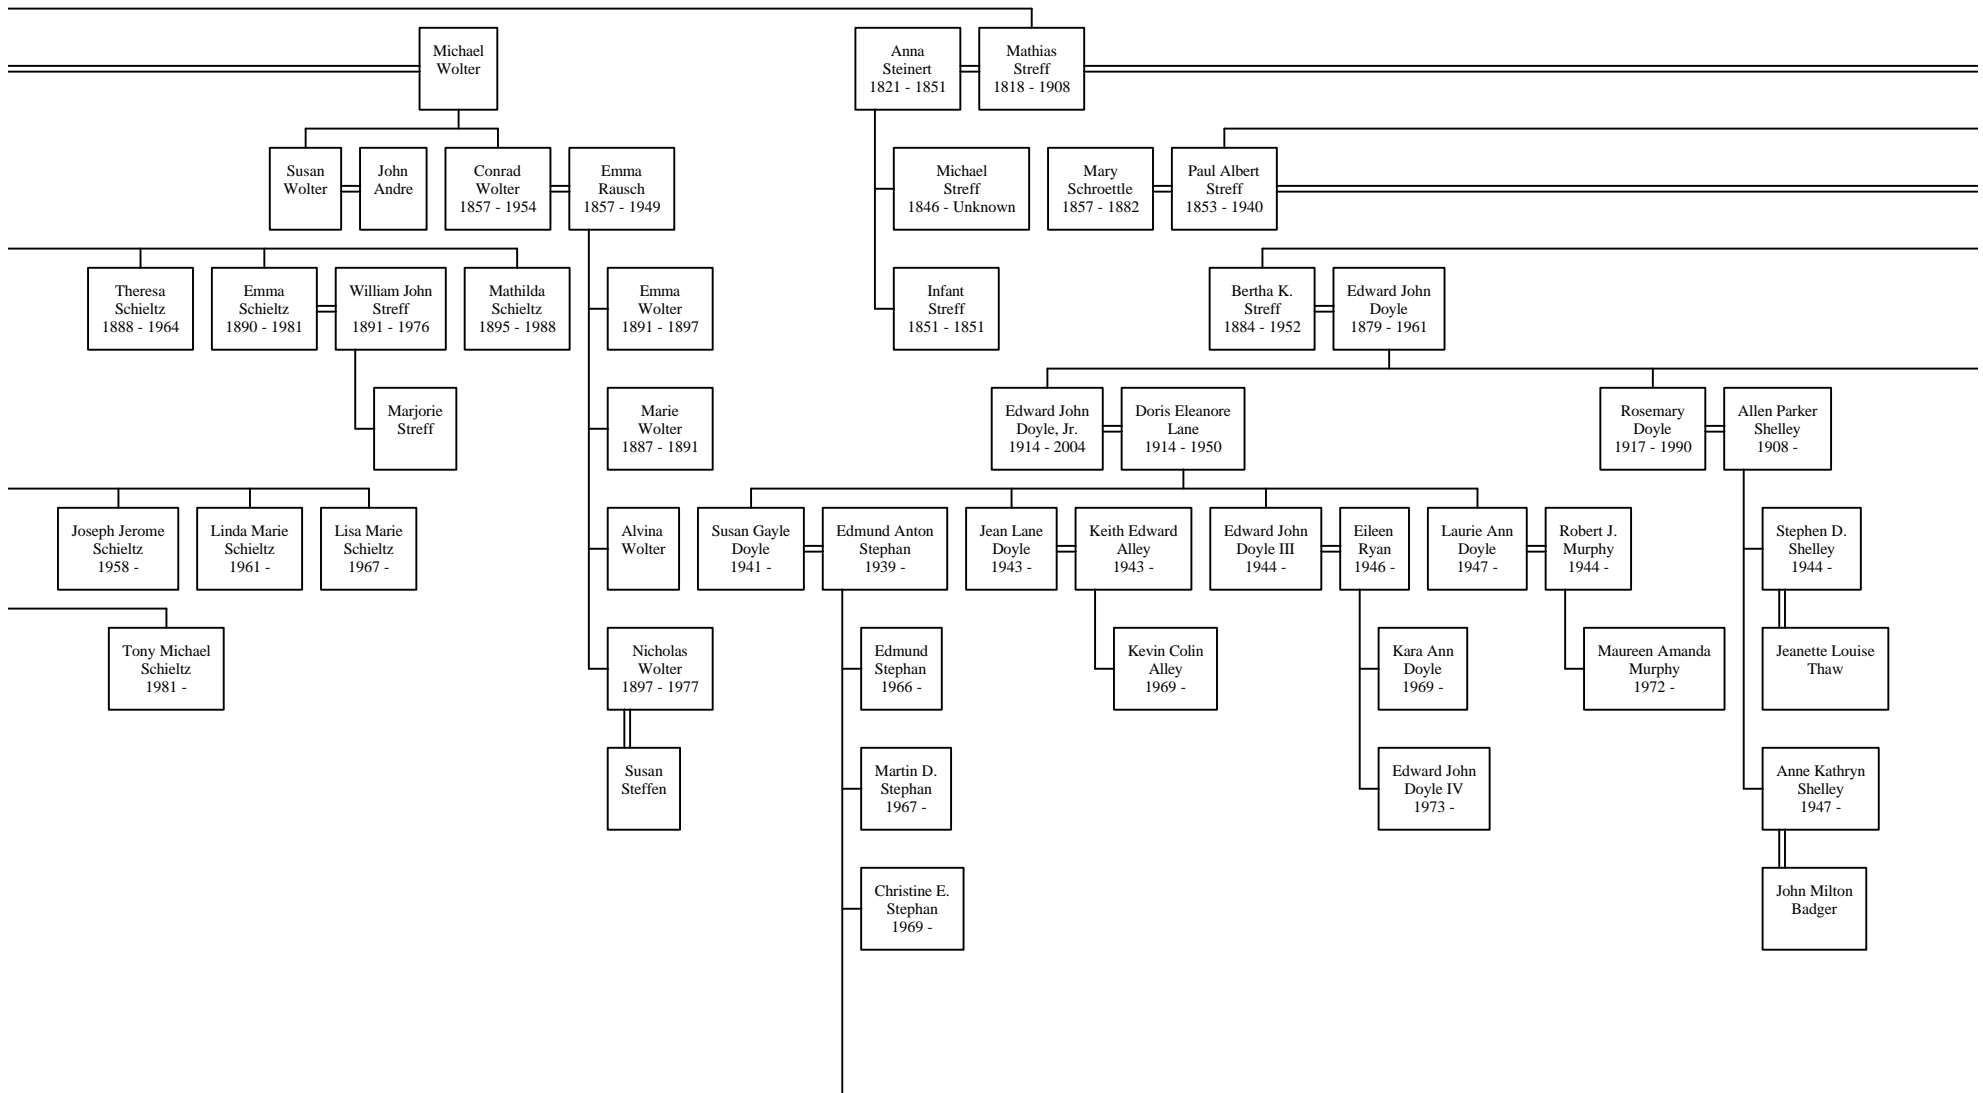 Michael
Wolter
Anna
Steinert
1821 - 1851
Mathias
Streff
1818 - 1908
Susan
Wolter
John
Andre
Conrad
Wolter
1857 - 1954
Emma
Rausch
1857 - 1949
Michael
Streff
1846 - Unknown
Mary
Schroettle
1857 - 1882
Paul Albert
Streff
1853 - 1940
Theresa
Schieltz
1888 - 1964
Emma
Schieltz
1890 - 1981
William John
Streff
1891 - 1976
Mathilda
Schieltz
1895 - 1988
Emma
Wolter
1891 - 1897
Infant
Streff
1851 - 1851
Bertha K.
Streff
1884 - 1952
Edward John
Doyle
1879 - 1961
Marjorie
Streff
Marie
Wolter
1887 - 1891
Edward John
Doyle, Jr.
1914 - 2004
Doris Eleanore
Lane
1914 - 1950
Rosemary
Doyle
1917 - 1990
Allen Parker
Shelley
1908 -
Joseph Jerome
Schieltz
1958 -
Linda Marie
Schieltz
1961 -
Lisa Marie
Schieltz
1967 -
Alvina
Wolter
Susan Gayle
Doyle
1941 -
Edmund Anton
Stephan
1939 -
Jean Lane
Doyle
1943 -
Keith Edward
Alley
1943 -
Edward John
Doyle III
1944 -
Eileen
Ryan
1946 -
Laurie Ann
Doyle
1947 -
Robert J.
Murphy
1944 -
Stephen D.
Shelley
1944 -
Tony Michael
Schieltz
1981 -
Nicholas
Wolter
1897 - 1977
Edmund
Stephan
1966 -
Kevin Colin
Alley
1969 -
Kara Ann
Doyle
1969 -
Maureen Amanda
Murphy
1972 -
Jeanette Louise
Thaw
Susan
Steffen
Martin D.
Stephan
1967 -
Edward John
Doyle IV
1973 -
Anne Kathryn
Shelley
1947 -
Christine E.
Stephan
1969 -
John Milton
Badger